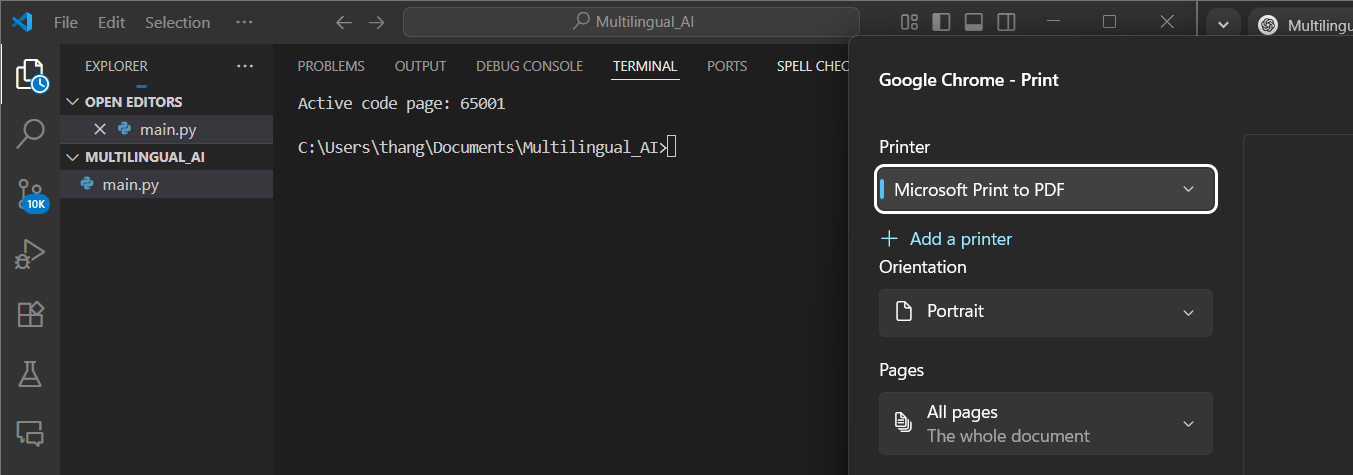 File Edit Selection ...
Multilingual_AI
EXPLORER ...
OPEN EDITORS
main.py
MULTILINGUAL_AI
main.py
10K
PROBLEMS OUTPUT DEBUG CONSOLE TERMINAL PORTS SPELL CHEC
Active code page: 65001
C:\Users\thang\Documents\Multilingual_AI>
Multilingu
Google Chrome - Print
Printer
Microsoft Print to PDF
Add a printer
Orientation
Portrait
Pages
All pages
The whole document